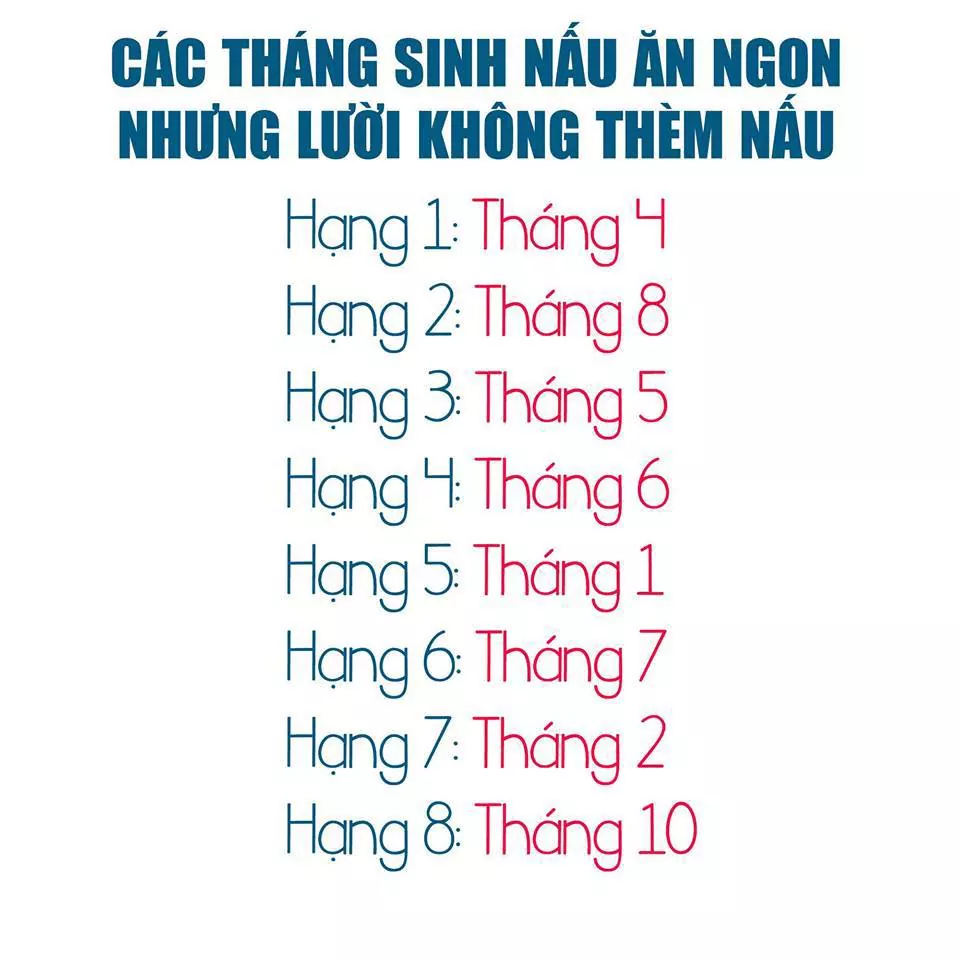 CÁC THÁNG SINH NẤU ĂN NGON
NHƯNG LƯỜI KHÔNG THÈM NẤU
Hạng 1: Tháng 4
Hạng 2: Tháng 8
Hạng 3: Tháng 5
Hạng 4: Tháng 6
Hạng 5: Tháng 1
Hạng 6: Tháng 7
Hạng 7: Tháng 2
Hạng 8: Tháng 10